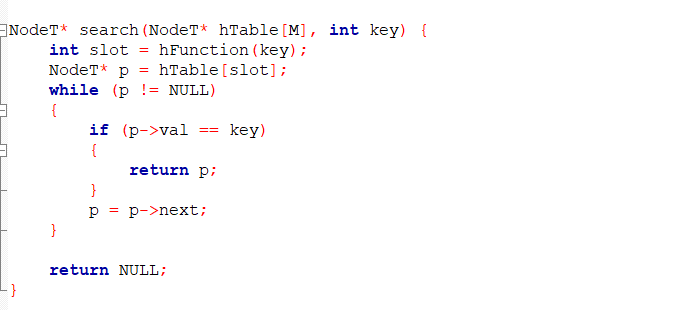 NodeT* search(NodeT* hTable[M], int key) {
    int slot = hFunction(key);
    NodeT* p = hTable[slot];
    while (p != NULL)
    {
        if (p->val == key)
        {
            return p;
        }
        p = p->next;
    }

    return NULL;
}